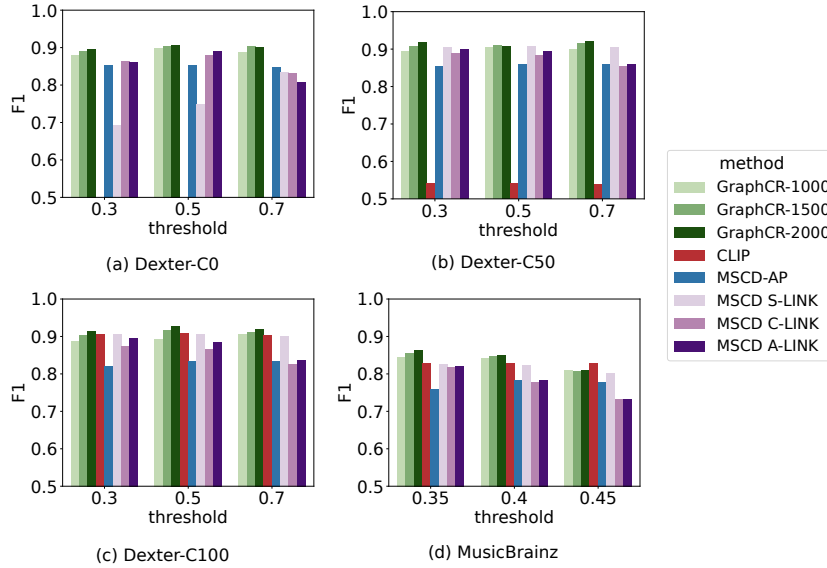 1.0
0.9
0.8
0.7
0.6
0.5
F1
0.3 0.5 0.7
threshold
(a) Dexter-C0
1.0
0.9
0.8
0.7
0.6
0.5
F1
0.3 0.5 0.7
threshold
(b) Dexter-C50
method
GraphCR-1000
GraphCR-1500
GraphCR-2000
CLIP
MSCD-AP
MSCD S-LINK
MSCD C-LINK
MSCD A-LINK
1.0
0.9
0.8
0.7
0.6
0.5
F1
0.3 0.5 0.7
threshold
(c) Dexter-C100
1.0
0.9
0.8
0.7
0.6
0.5
F1
0.35 0.4 0.45
threshold
(d) MusicBrainz